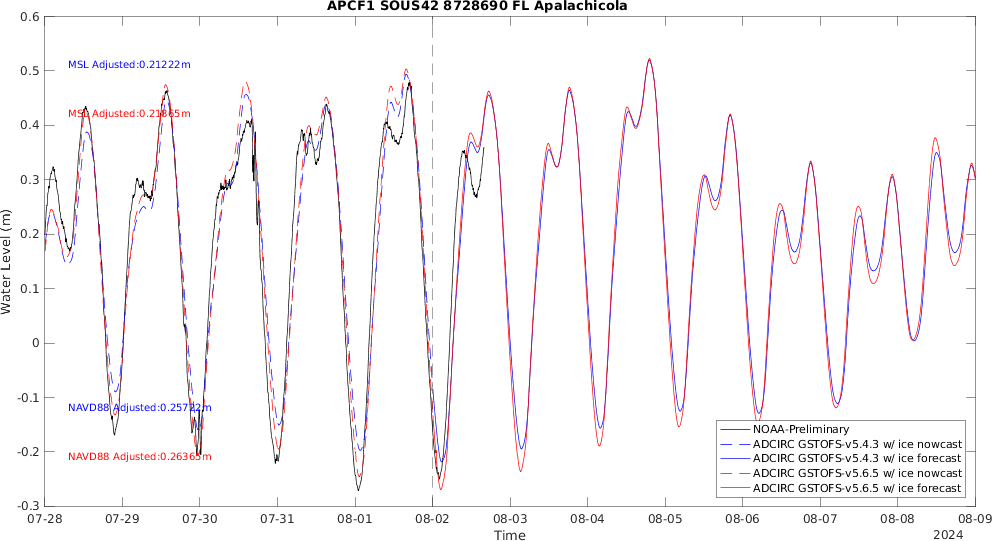 APCF1 SOUS42 8728690 FL Apalachicola
0.6
0.5
0.4
0.3
0.2
0.1
0
-0.1
-0.2
-0.3
Water Level (m)
MSL Adjusted:0.21222m
MSL Adjusted:0.21865m
NAVD88 Adjusted:0.25722m
NAVD88 Adjusted:0.26365m
NOAA-Preliminary
ADCIRC GSTOFS-v5.4.3 w/ ice nowcast
ADCIRC GSTOFS-v5.4.3 w/ ice forecast
ADCIRC GSTOFS-v5.6.5 w/ ice nowcast
ADCIRC GSTOFS-v5.6.5 w/ ice forecast
07-28 07-29 07-30 07-31 08-01 08-02 08-03 08-04 08-05 08-06 08-07 08-08 08-09
Time
2024